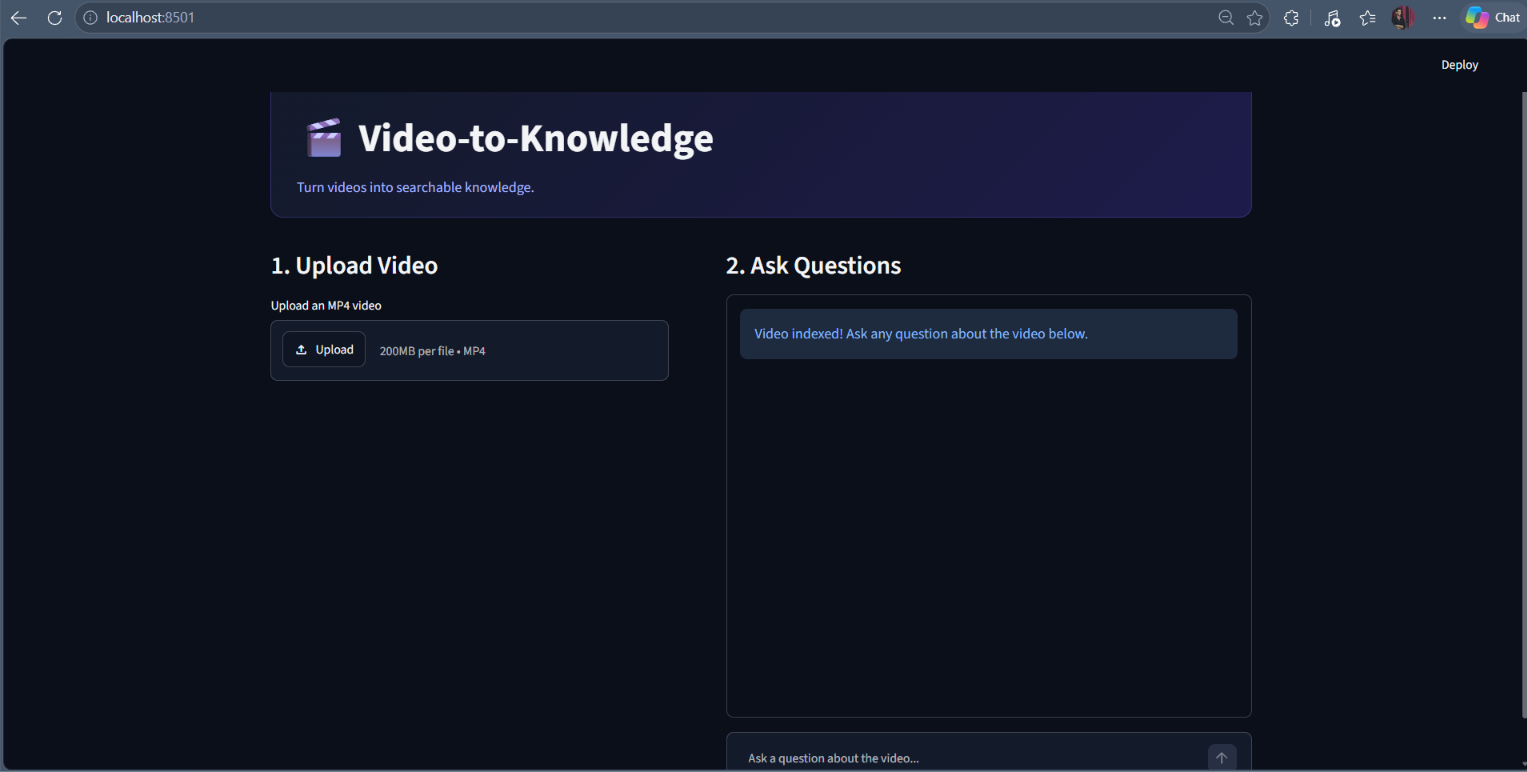 localhost:8501
Chat
Deploy
Video-to-Knowledge
Turn videos into searchable knowledge.
1. Upload Video
Upload an MP4 video
Upload
200MB per file • MP4
2. Ask Questions
Video indexed! Ask any question about the video below.
Ask a question about the video...